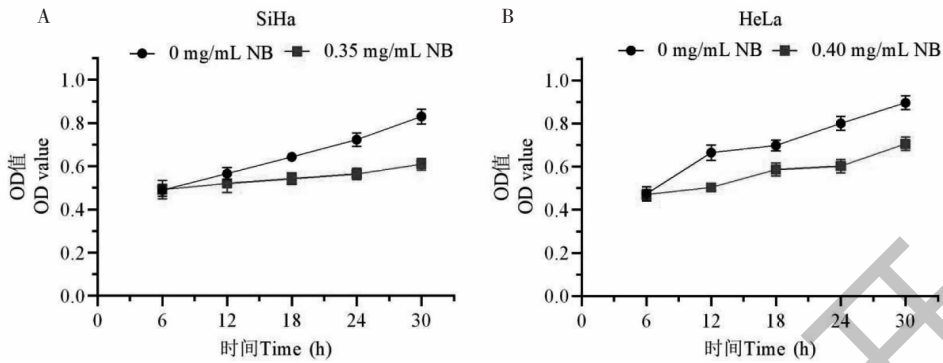 A
SiHa
0 mg/mL NB
0.35 mg/mL NB
OD值
OD value
1.0
0.8
0.6
0.4
0.2
0.0
0
6
12
18
24
30
时间Time (h)
B
HeLa
0 mg/mL NB
0.40 mg/mL NB
OD值
OD value
1.0
0.8
0.6
0.4
0.2
0.0
0
6
12
18
24
30
时间Time (h)